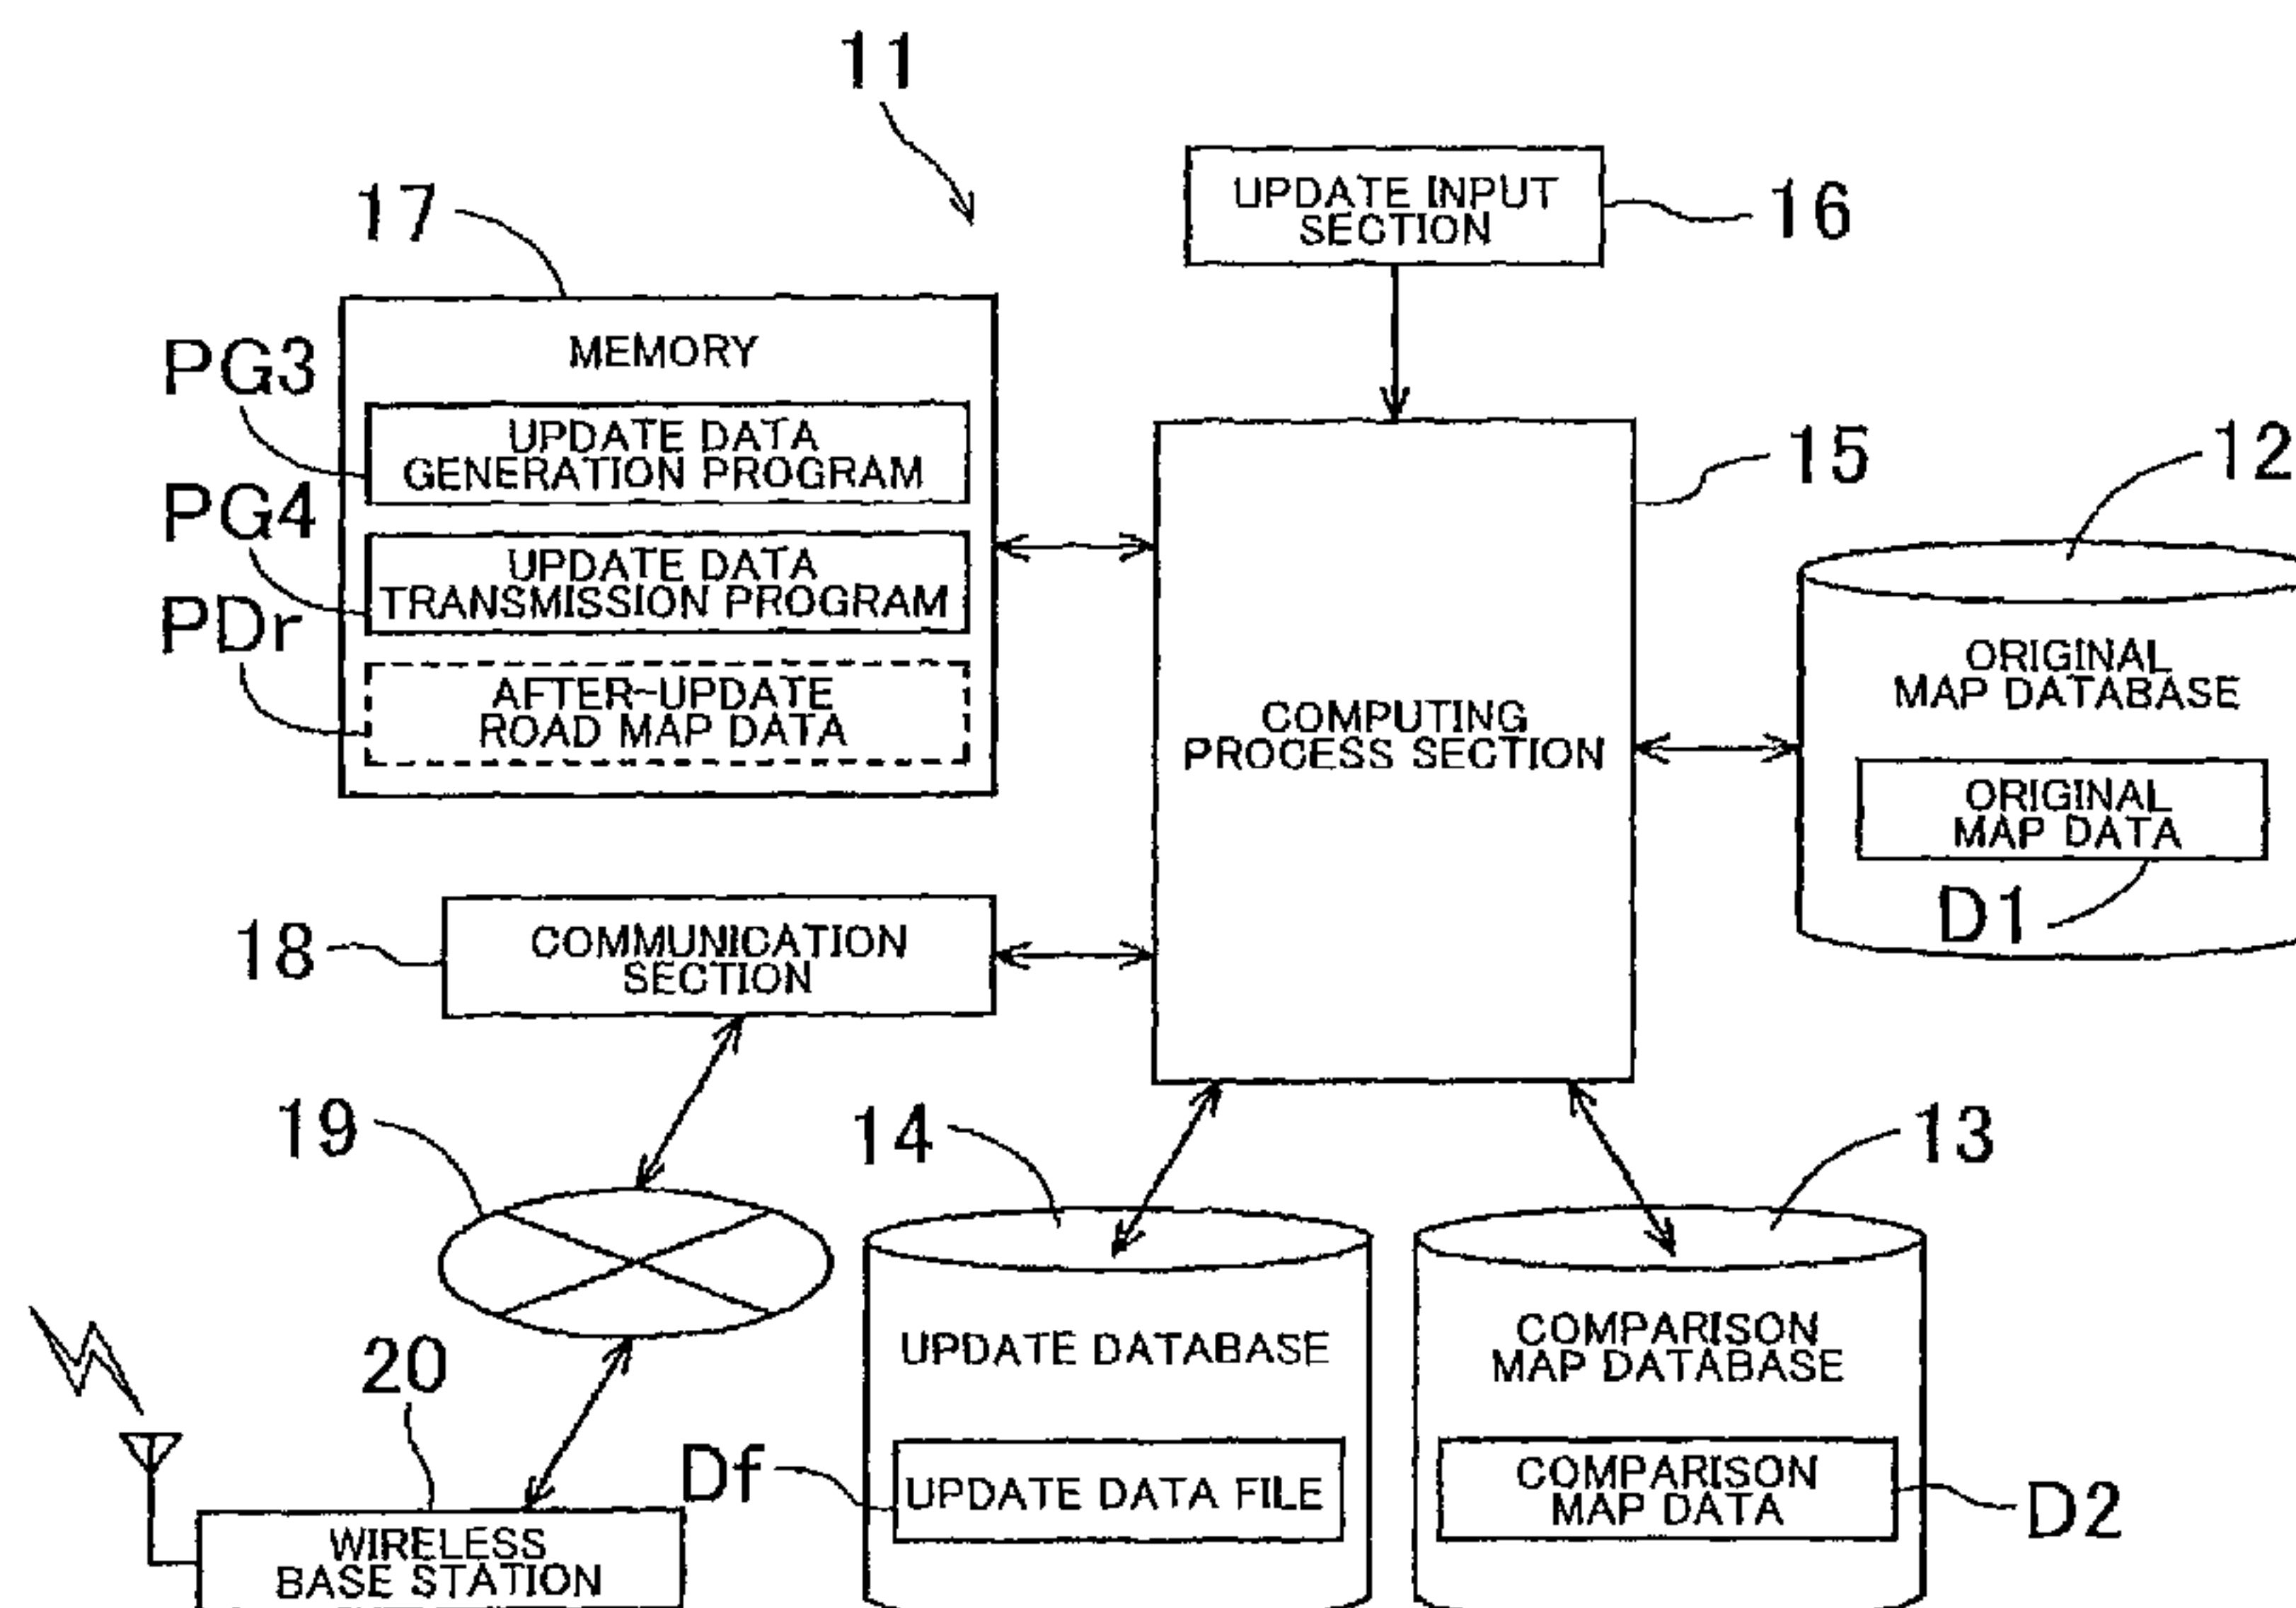 11
UPDATE INPUT
SECTION
16
17
MEMORY
PG3
UPDATE DATA
GENERATION PROGRAM
PG4
UPDATE DATA
TRANSMISSION PROGRAM
PDr
AFTER-UPDATE
ROAD MAP DATA
15
COMPUTING
PROCESS SECTION
12
ORIGINAL
MAP DATABASE
ORIGINAL
MAP DATA
D1
18
COMMUNICATION
SECTION
19
14
13
20
UPDATE DATABASE
COMPARISON
MAP DATABASE
Df
UPDATE DATA FILE
COMPARISON
MAP DATA
D2
WIRELESS
BASE STATION